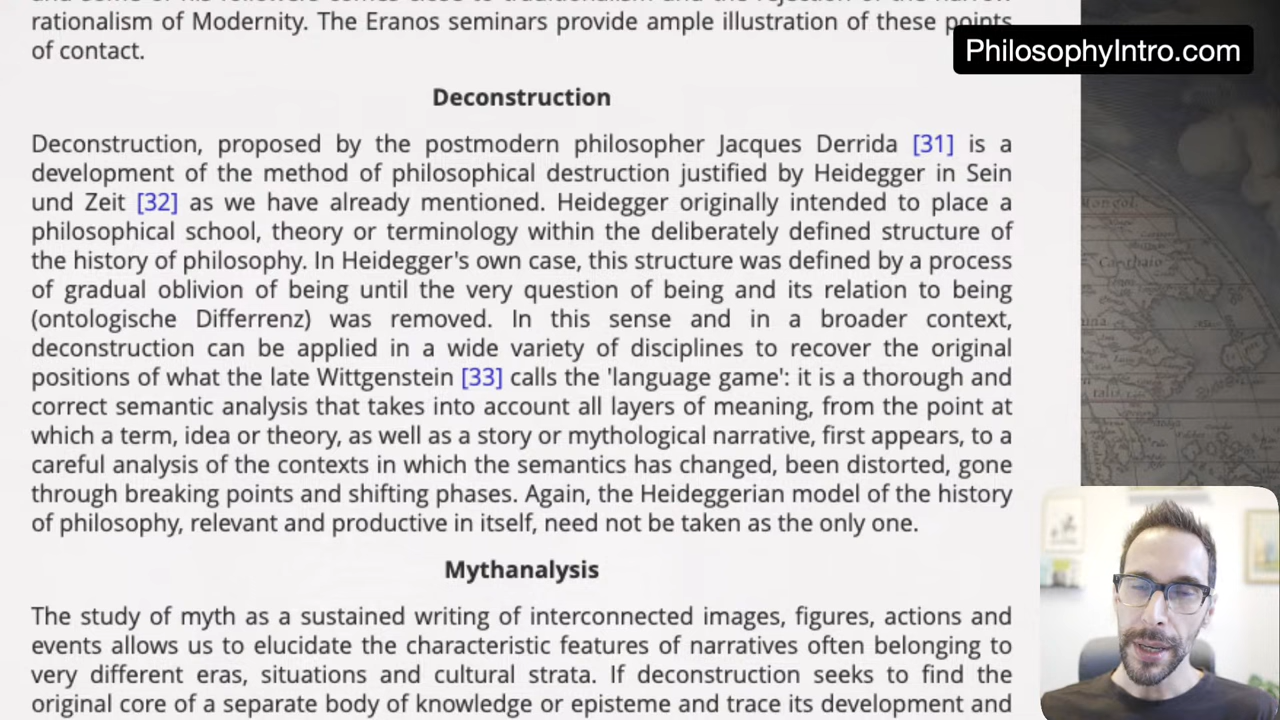 rationalism of Modernity. The Eranos seminars provide ample illustration of these points
of contact.
PhilosophyIntro.com
Deconstruction
Deconstruction, proposed by the postmodern philosopher Jacques Derrida [31] is a
development of the method of philosophical destruction justified by Heidegger in Sein
und Zeit [32] as we have already mentioned. Heidegger originally intended to place a
philosophical school, theory or terminology within the deliberately defined structure of
the history of philosophy. In Heidegger's own case, this structure was defined by a process
of gradual oblivion of being until the very question of being and its relation to being
(ontologische Differrenz) was removed. In this sense and in a broader context,
deconstruction can be applied in a wide variety of disciplines to recover the original
positions of what the late Wittgenstein [33] calls the 'language game': it is a thorough and
correct semantic analysis that takes into account all layers of meaning, from the point at
which a term, idea or theory, as well as a story or mythological narrative, first appears, to a
careful analysis of the contexts in which the semantics has changed, been distorted, gone
through breaking points and shifting phases. Again, the Heideggerian model of the history
of philosophy, relevant and productive in itself, need not be taken as the only one.
Mythanalysis
The study of myth as a sustained writing of interconnected images, figures, actions and
events allows us to elucidate the characteristic features of narratives often belonging to
very different eras, situations and cultural strata. If deconstruction seeks to find the
original core of a separate body of knowledge or episteme and trace its development and